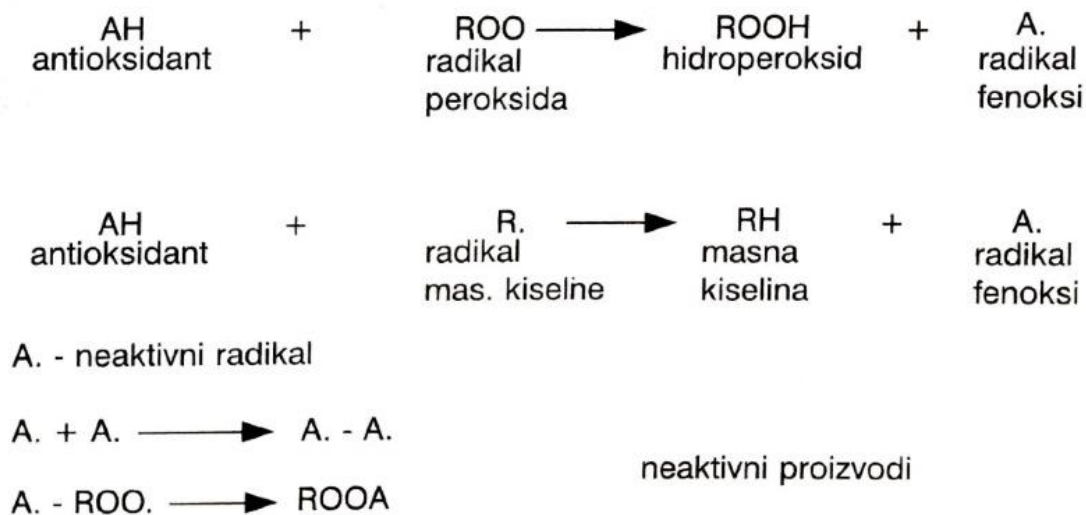 AH + ROO ⟶ ROOH + A.
antioksidant radikal hidroperoksid radikal
peroksida fenoksi
AH + R. ⟶ RH + A.
antioksidant radikal masna radikal
mas. kiselne kiselina fenoksi
A. - neaktivni radikal
A. + A. ⟶ A. - A.
neaktivni proizvodi
A. - ROO. ⟶ ROOA